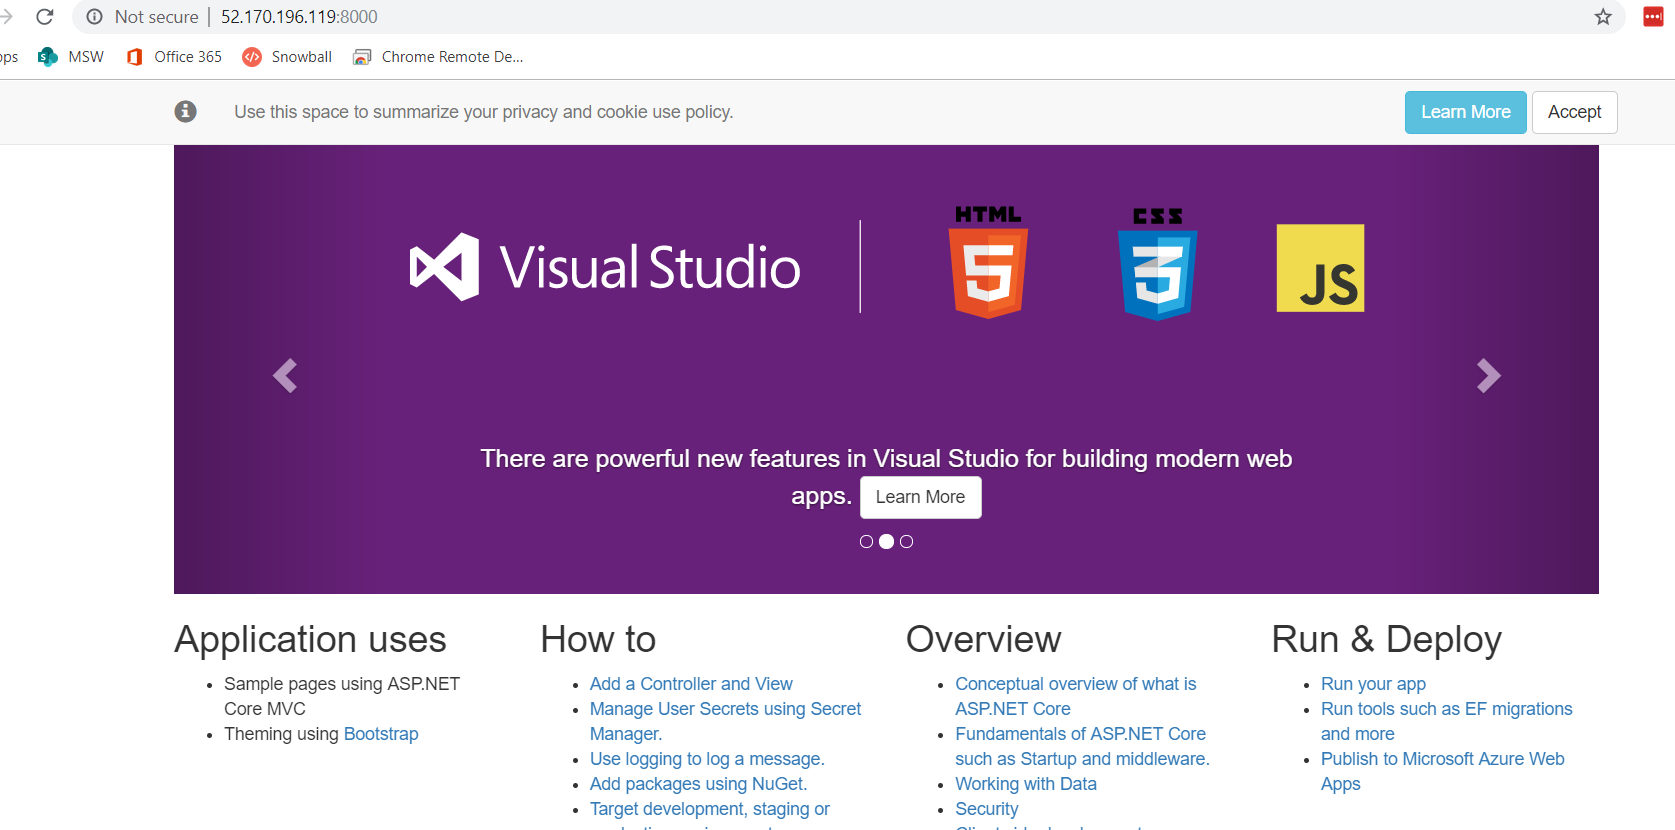 Not secure | 52.170.196.119:8000
MSW Office 365 Snowball Chrome Remote De...
Use this space to summarize your privacy and cookie use policy. Learn More Accept
HTML CSS
Visual Studio 5 3 JS
There are powerful new features in Visual Studio for building modern web
apps. Learn More
Application uses
Sample pages using ASP.NET
Core MVC
Theming using Bootstrap
How to
Add a Controller and View
Manage User Secrets using Secret
Manager.
Use logging to log a message.
Add packages using NuGet.
Target development, staging or
Overview
Conceptual overview of what is
ASP.NET Core
Fundamentals of ASP.NET Core
such as Startup and middleware.
Working with Data
Security
Run & Deploy
Run your app
Run tools such as EF migrations
and more
Publish to Microsoft Azure Web
Apps